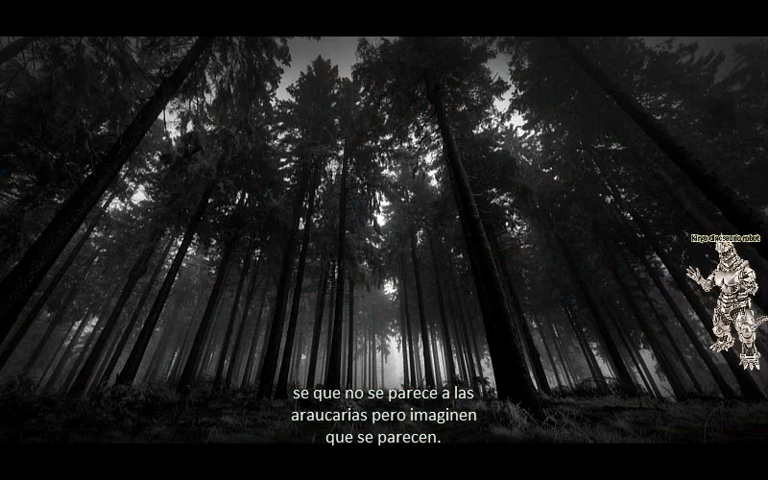 se que no se parece a las
araucarias pero imaginen
que se parecen.